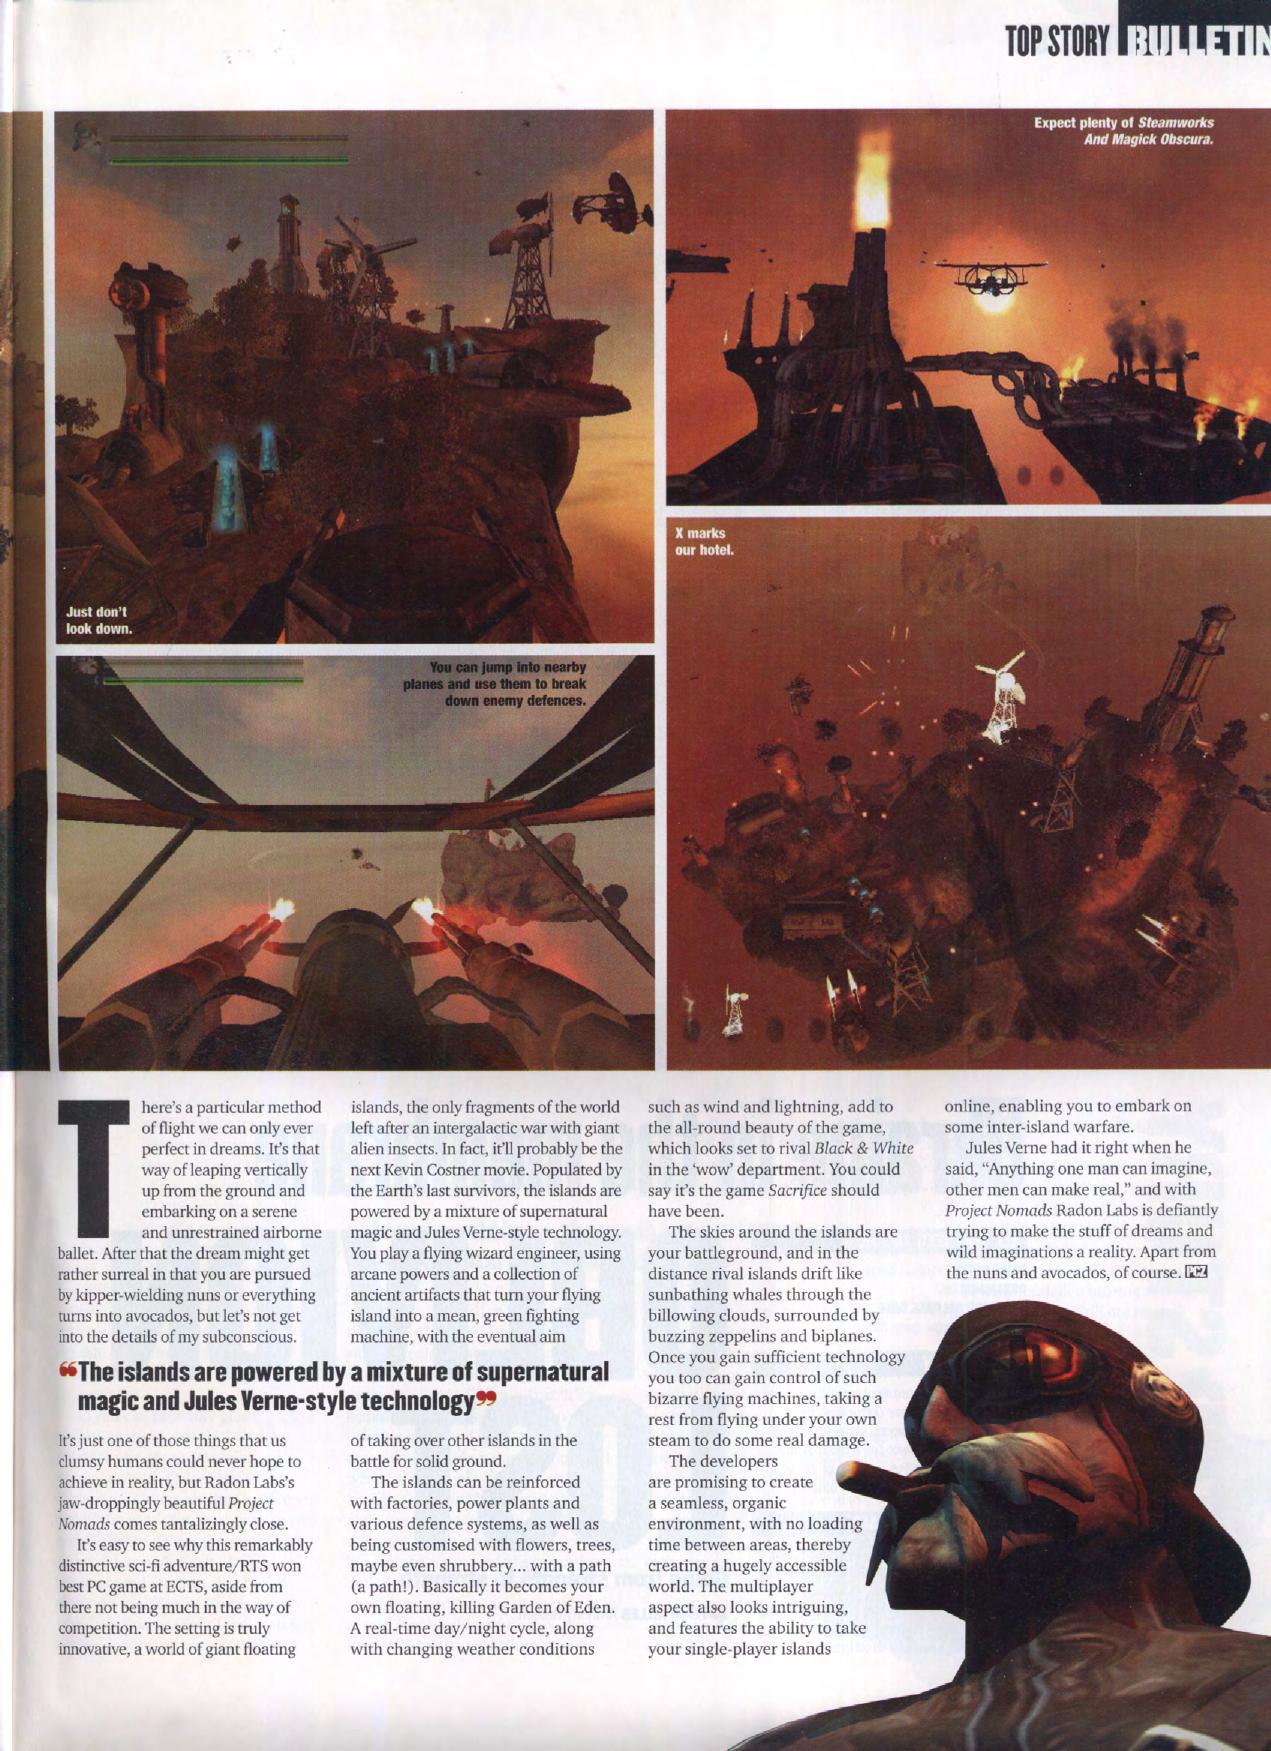 TOP STORY BULLETIN
Expect plenty of Steamworks
And Magick Obscura.
Just don't
look down.
X marks
our hotel.
You can jump into nearby
planes and use them to break
down enemy defences.
There's a particular method
of flight we can only ever
perfect in dreams. It's that
way of leaping vertically
up from the ground and
embarking on a serene
and unrestrained airborne
ballet. After that the dream might get
rather surreal in that you are pursued
by kipper-wielding nuns or everything
turns into avocados, but let's not get
into the details of my subconscious.
It's just one of those things that us
clumsy humans could never hope to
achieve in reality, but Radon Labs's
jaw-droppingly beautiful Project
Nomads comes tantalizingly close.
It's easy to see why this remarkably
distinctive sci-fi adventure/RTS won
best PC game at ECTS, aside from
there not being much in the way of
competition. The setting is truly
innovative, a world of giant floating
islands, the only fragments of the world
left after an intergalactic war with giant
alien insects. In fact, it'll probably be the
next Kevin Costner movie. Populated by
the Earth's last survivors, the islands are
powered by a mixture of supernatural
magic and Jules Verne-style technology.
You play a flying wizard engineer, using
arcane powers and a collection of
ancient artifacts that turn your flying
island into a mean, green fighting
machine, with the eventual aim
“The islands are powered by a mixture of supernatural
magic and Jules Verne-style technology”
of taking over other islands in the
battle for solid ground.
The islands can be reinforced
with factories, power plants and
various defence systems, as well as
being customised with flowers, trees,
maybe even shrubbery... with a path
(a path!). Basically it becomes your
own floating, killing Garden of Eden.
A real-time day/night cycle, along
with changing weather conditions
such as wind and lightning, add to
the all-round beauty of the game,
which looks set to rival Black & White
in the 'wow' department. You could
say it's the game Sacrifice should
have been.
The skies around the islands are
your battleground, and in the
distance rival islands drift like
sunbathing whales through the
billowing clouds, surrounded by
buzzing zeppelins and biplanes.
Once you gain sufficient technology
you too can gain control of such
bizarre flying machines, taking a
rest from flying under your own
steam to do some real damage.
The developers
are promising to create
a seamless, organic
environment, with no loading
time between areas, thereby
creating a hugely accessible
world. The multiplayer
aspect also looks intriguing,
and features the ability to take
your single-player islands
online, enabling you to embark on
some inter-island warfare.
Jules Verne had it right when he
said, “Anything one man can imagine,
other men can make real,” and with
Project Nomads Radon Labs is defiantly
trying to make the stuff of dreams and
wild imaginations a reality. Apart from
the nuns and avocados, of course. PCZ